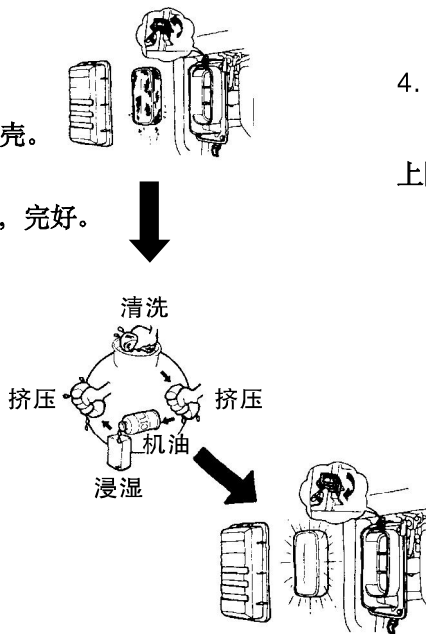 4.
壳。
上
，完好。
清洗
挤压
挤压
机油
浸湿